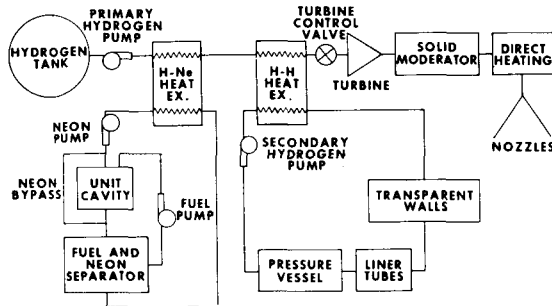 HYDROGEN
TANK
PRIMARY
HYDROGEN
PUMP
H-Ne
HEAT
EX.
H-H
HEAT
EX.
TURBINE
CONTROL
VALVE
TURBINE
SOLID
MODERATOR
DIRECT
HEATING
NOZZLES
NEON
PUMP
SECONDARY
HYDROGEN
PUMP
NEON
BYPASS
UNIT
CAVITY
FUEL
PUMP
TRANSPARENT
WALLS
FUEL AND
NEON
SEPARATOR
PRESSURE
VESSEL
LINER
TUBES